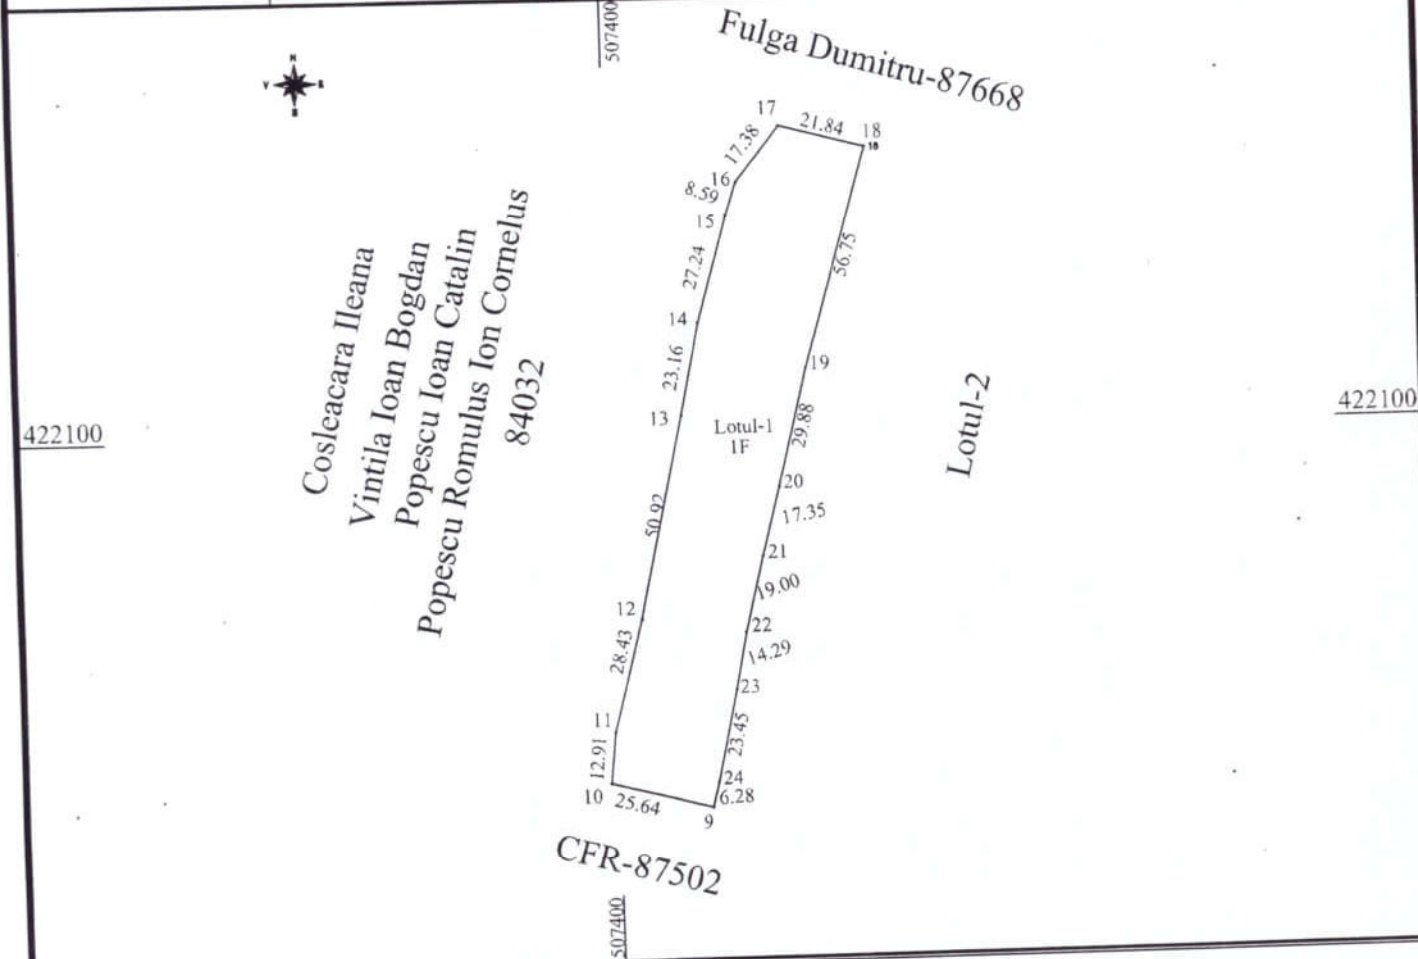 507400
Fulga Dumitru-87668
N
V
E
S
17
21.84
18
18
17.38
16
8.59
15
56.75
27.24
14
23.16
19
13
Lotul-1
1F
29.88
Cosleacara Ileana
Vintila Ioan Bogdan
Popescu Ioan Catalin
Popescu Romulus Ion Cornelus
84032
Lotul-2
422100
422100
20
17.35
50.92
21
19.00
12
22
14.29
28.43
23
11
23.45
12.91
24
10
25.64
6.28
9
CFR-87502
507400